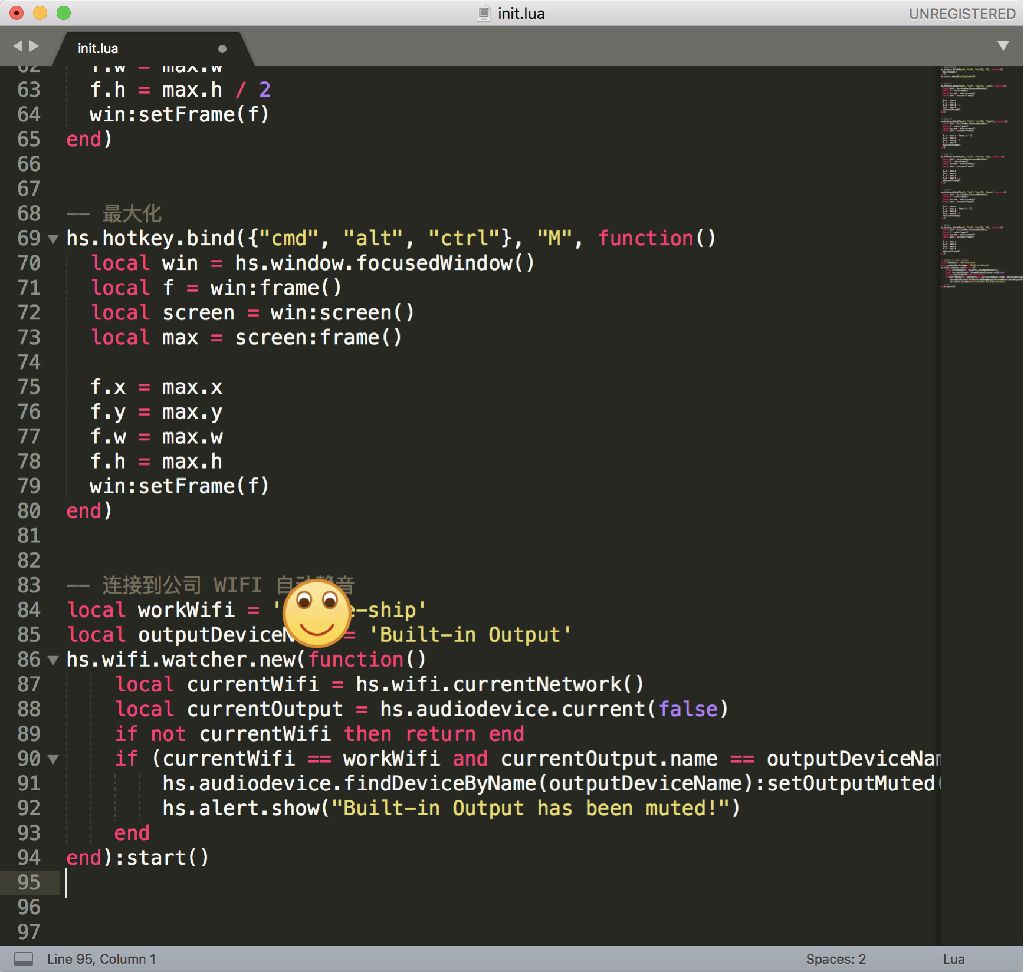 init.lua
UNREGISTERED
init.lua
62 f.w = max.w
63 f.h = max.h / 2
64 win:setFrame(f)
65 end)
66
67
68 -- 最大化
69 hs.hotkey.bind({"cmd", "alt", "ctrl"}, "M", function()
70 local win = hs.window.focusedWindow()
71 local f = win:frame()
72 local screen = win:screen()
73 local max = screen:frame()
74
75 f.x = max.x
76 f.y = max.y
77 f.w = max.w
78 f.h = max.h
79 win:setFrame(f)
80 end)
81
82
83 -- 连接到公司 WIFI 自动静音
84 local workWifi = ' e-ship'
85 local outputDeviceN = 'Built-in Output'
86 hs.wifi.watcher.new(function()
87 local currentWifi = hs.wifi.currentNetwork()
88 local currentOutput = hs.audiodevice.current(false)
89 if not currentWifi then return end
90 if (currentWifi == workWifi and currentOutput.name == outputDeviceNam
91 hs.audiodevice.findDeviceByName(outputDeviceName):setOutputMuted(
92 hs.alert.show("Built-in Output has been muted!")
93 end
94 end):start()
95
96
97
Line 95, Column 1
Spaces: 2
Lua